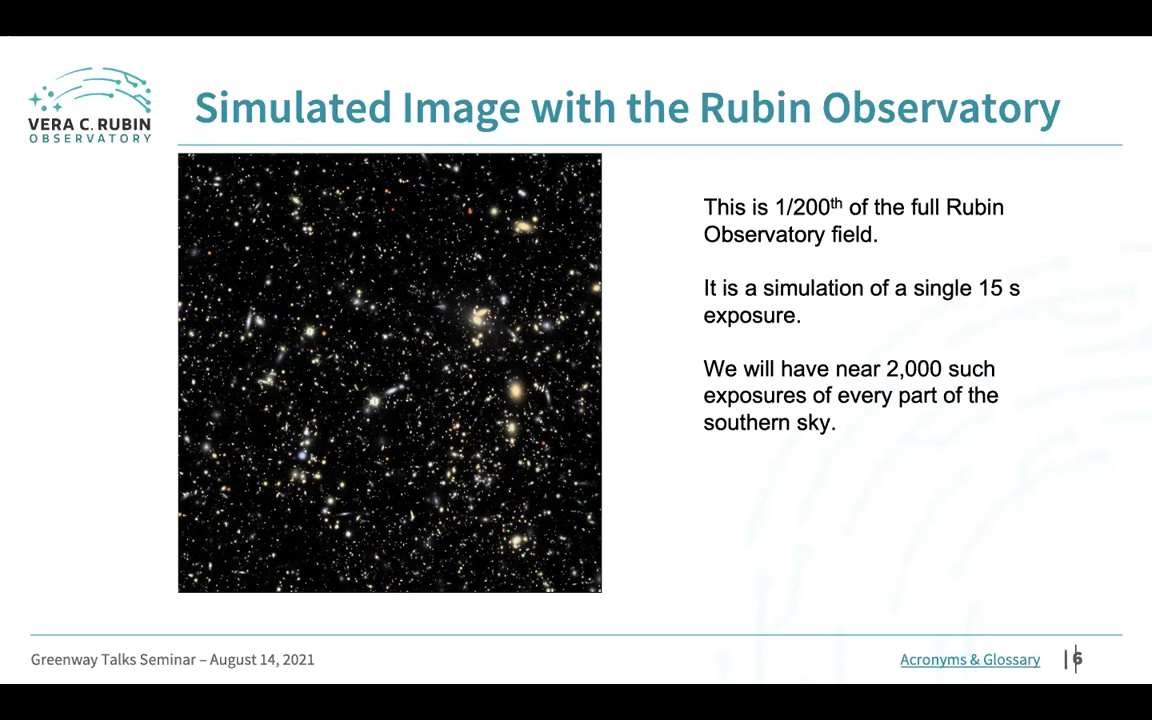 VERA C. RUBIN
OBSERVATORY
Simulated Image with the Rubin Observatory
This is 1/200th of the full Rubin
Observatory field.
It is a simulation of a single 15 s
exposure.
We will have near 2,000 such
exposures of every part of the
southern sky.
Greenway Talks Seminar – August 14, 2021
Acronyms & Glossary
|6